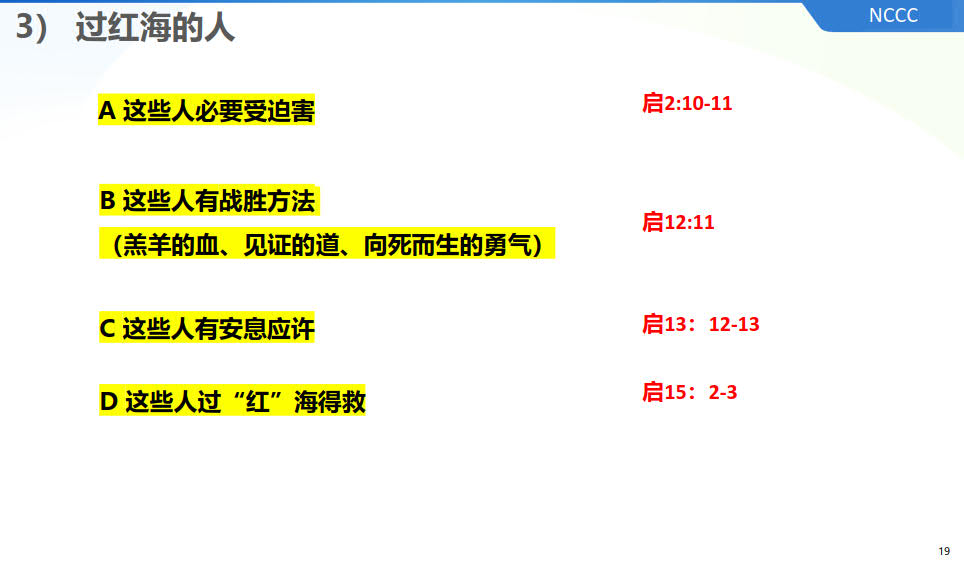 NCCC
3） 过红海的人
A 这些人必要受迫害
启2:10-11
B 这些人有战胜方法
（羔羊的血、见证的道、向死而生的勇气）
启12:11
C 这些人有安息应许
启13：12-13
D 这些人过“红”海得救
启15：2-3
19